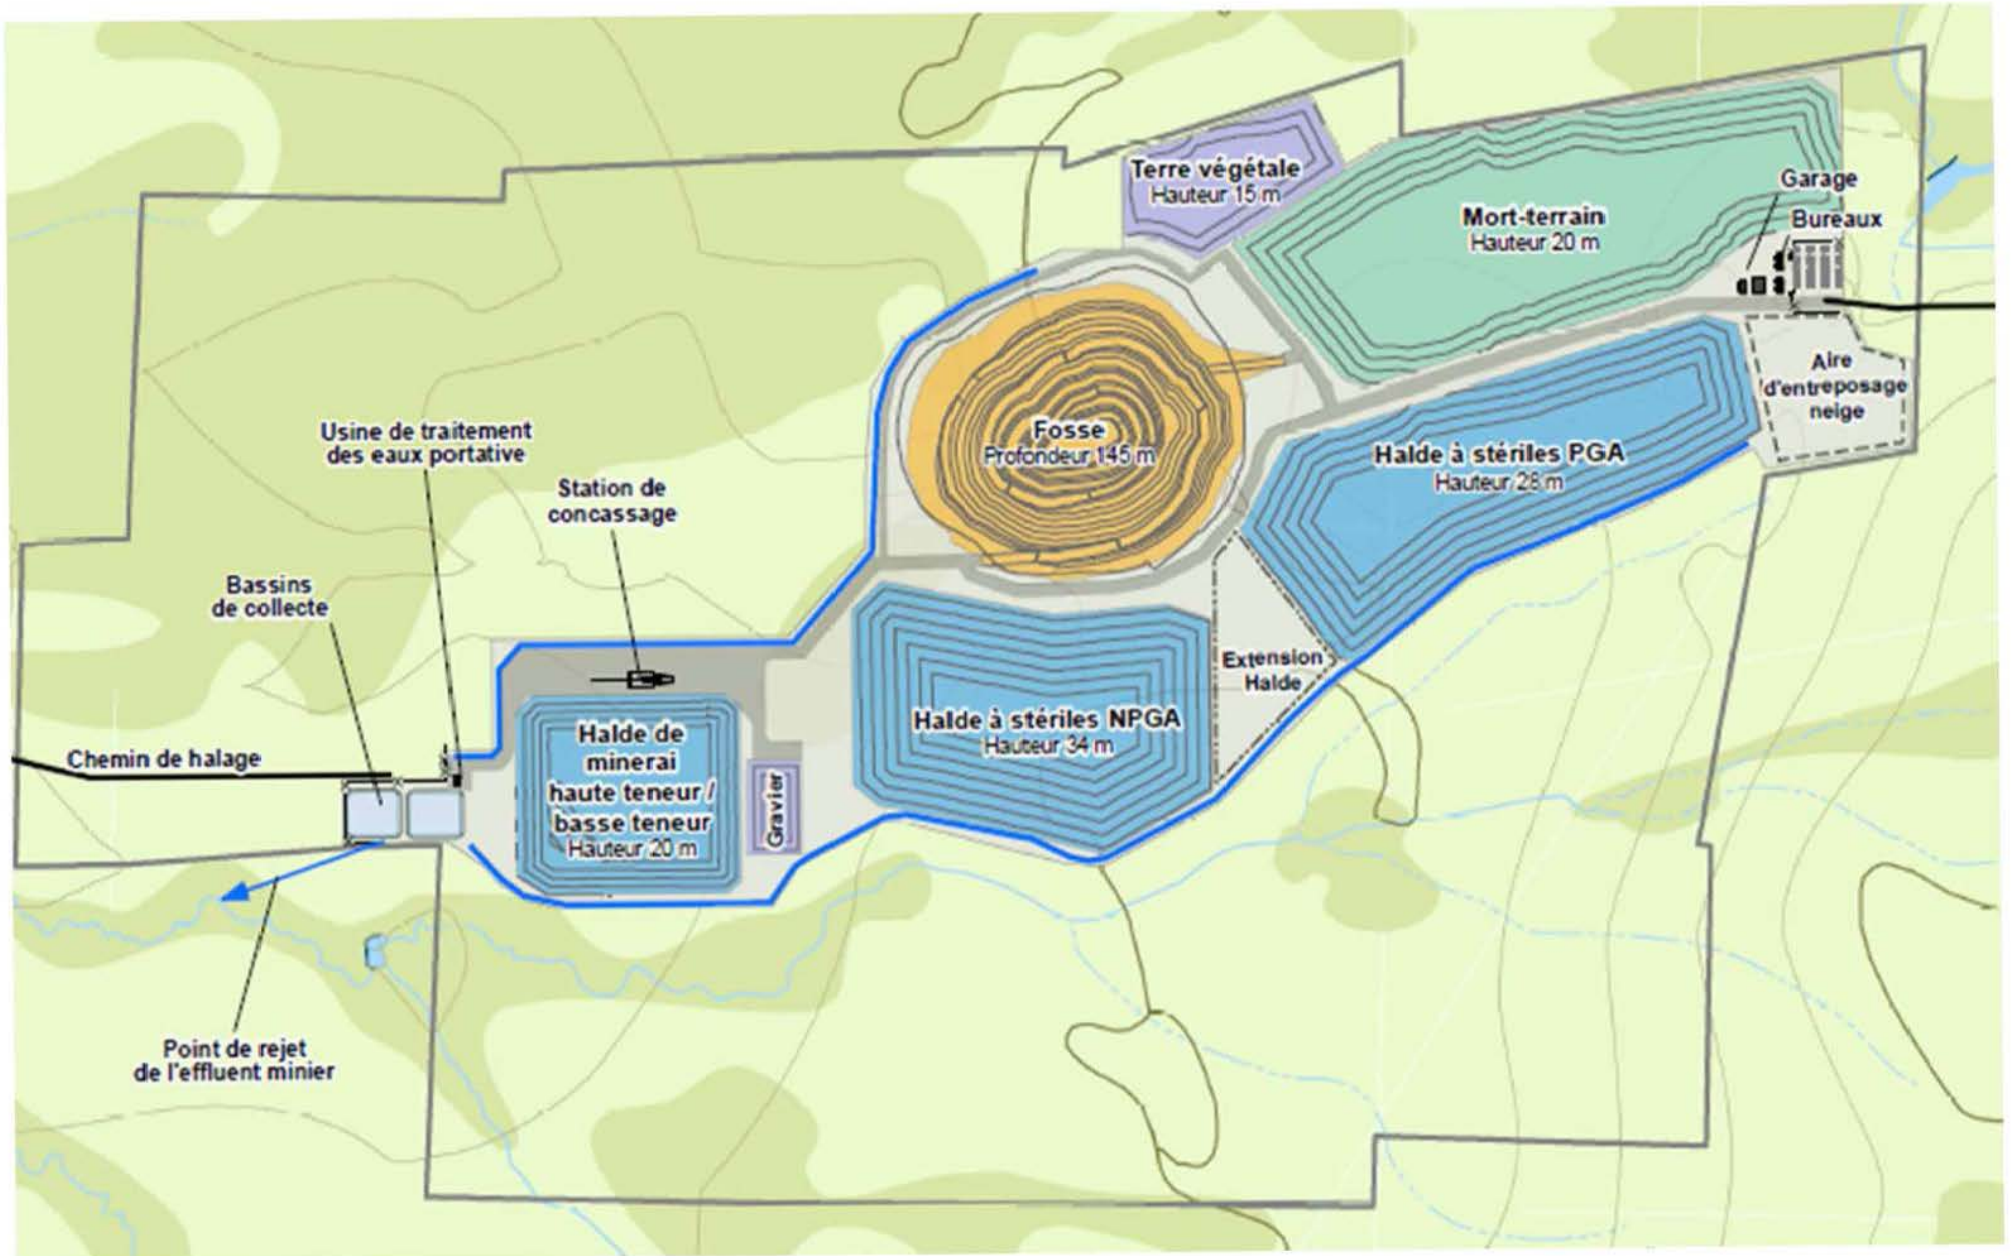 Terre végétale
Hauteur 15 m
Mort-terrain
Hauteur 20 m
Garage
Bureaux
Aire
d'entreposage
neige
Fosse
Profondeur 145 m
Halde à stériles PGA
Hauteur 28 m
Usine de traitement
des eaux portative
Station de
concassage
Bassins
de collecte
Extension
Halde
Halde à stériles NPGA
Hauteur 34 m
Halde de
minerai
haute teneur /
basse teneur
Hauteur 20 m
Gravier
Chemin de halage
Point de rejet
de l'effluent minier